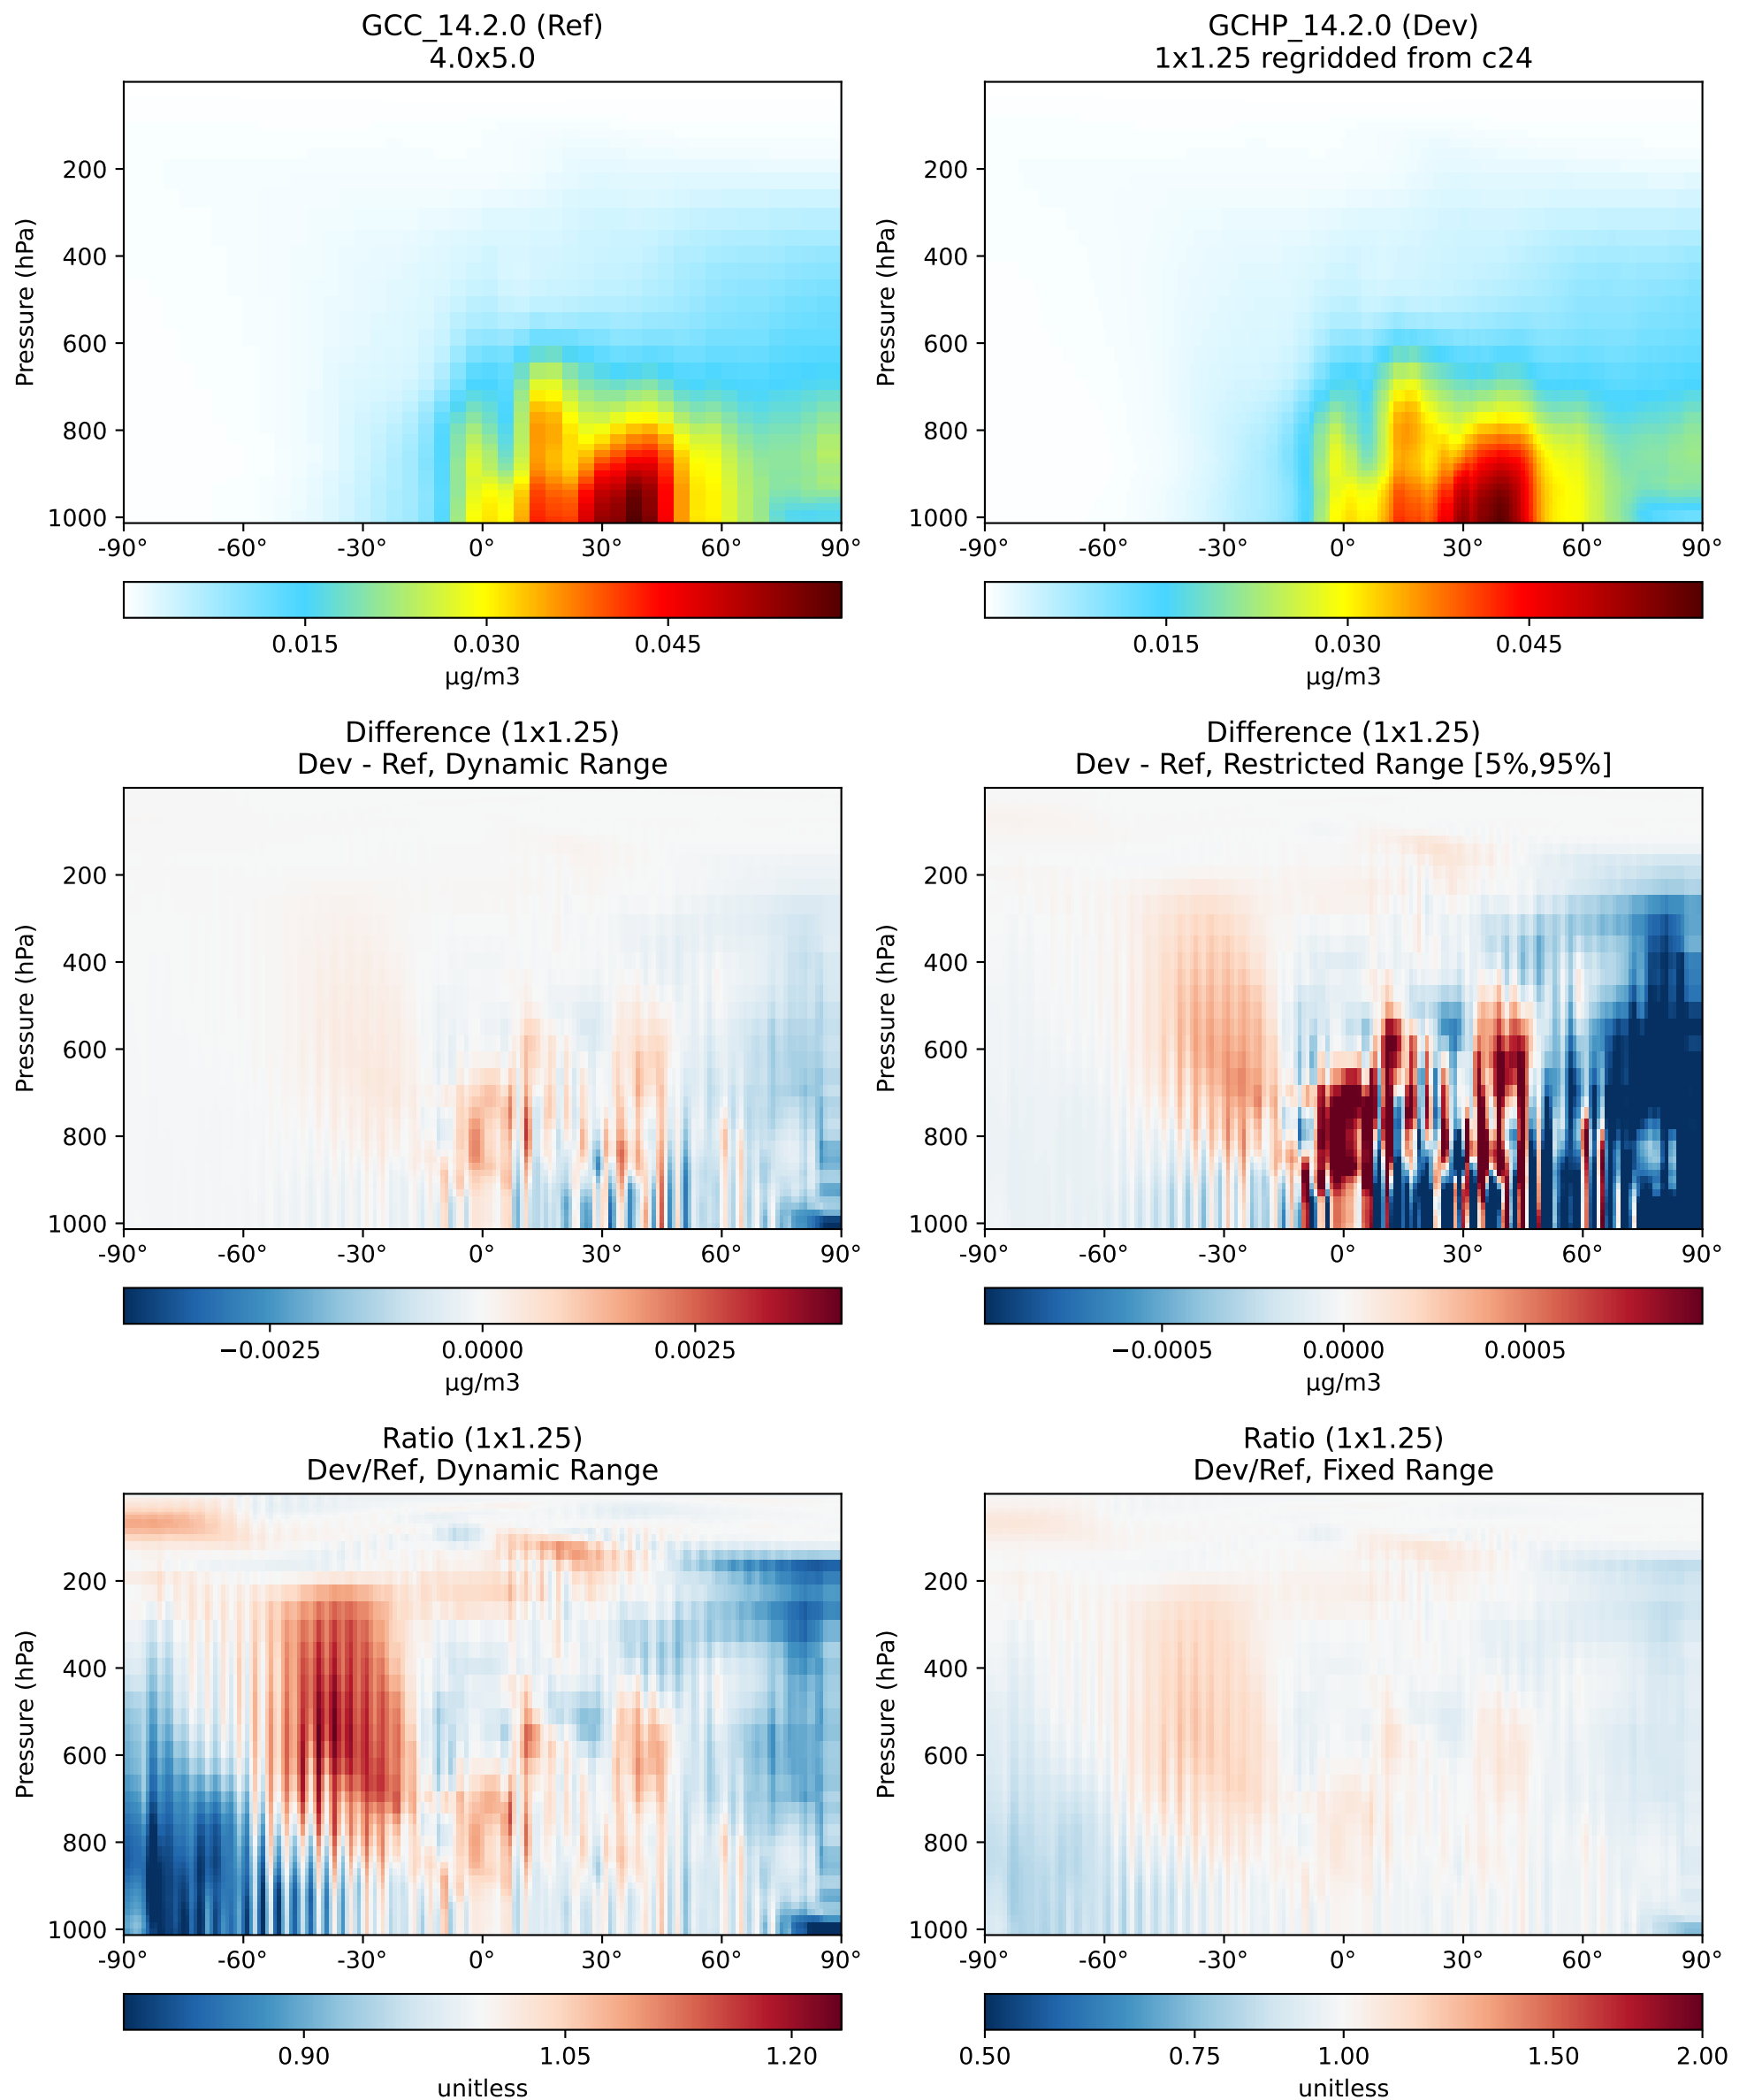 GCC_14.2.0 (Ref)
4.0x5.0
Pressure (hPa)
200
400
600
800
1000
-90° -60° -30° 0° 30° 60° 90°
0.015 0.030 0.045
µg/m3
GCHP_14.2.0 (Dev)
1x1.25 regridded from c24
Pressure (hPa)
200
400
600
800
1000
-90° -60° -30° 0° 30° 60° 90°
0.015 0.030 0.045
µg/m3
Difference (1x1.25)
Dev - Ref, Dynamic Range
Pressure (hPa)
200
400
600
800
1000
-90° -60° -30° 0° 30° 60° 90°
−0.0025 0.0000 0.0025
µg/m3
Difference (1x1.25)
Dev - Ref, Restricted Range [5%,95%]
Pressure (hPa)
200
400
600
800
1000
-90° -60° -30° 0° 30° 60° 90°
−0.0005 0.0000 0.0005
µg/m3
Ratio (1x1.25)
Dev/Ref, Dynamic Range
Pressure (hPa)
200
400
600
800
1000
-90° -60° -30° 0° 30° 60° 90°
0.90 1.05 1.20
unitless
Ratio (1x1.25)
Dev/Ref, Fixed Range
Pressure (hPa)
200
400
600
800
1000
-90° -60° -30° 0° 30° 60° 90°
0.50 0.75 1.00 1.50 2.00
unitless